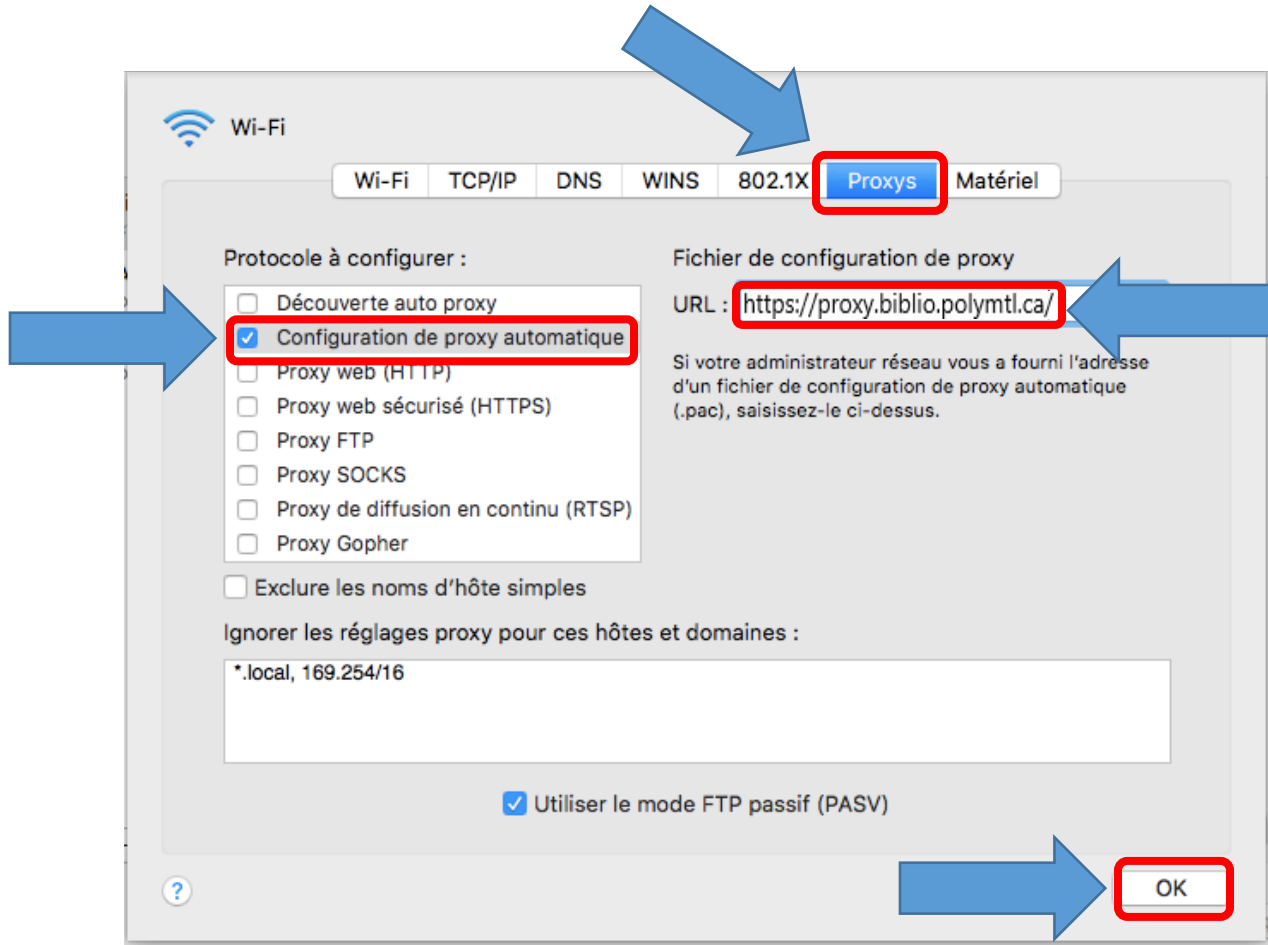 Wi-Fi
Wi-Fi TCP/IP DNS WINS 802.1X Proxys Matériel
Protocole à configurer :
Découverte auto proxy
Configuration de proxy automatique
Proxy web (HTTP)
Proxy web sécurisé (HTTPS)
Proxy FTP
Proxy SOCKS
Proxy de diffusion en continu (RTSP)
Proxy Gopher
Fichier de configuration de proxy
URL : https://proxy.biblio.polymtl.ca/
Si votre administrateur réseau vous a fourni l’adresse
d’un fichier de configuration de proxy automatique
(.pac), saisissez-le ci-dessus.
Exclure les noms d’hôte simples
Ignorer les réglages proxy pour ces hôtes et domaines :
*.local, 169.254/16
Utiliser le mode FTP passif (PASV)
?
OK